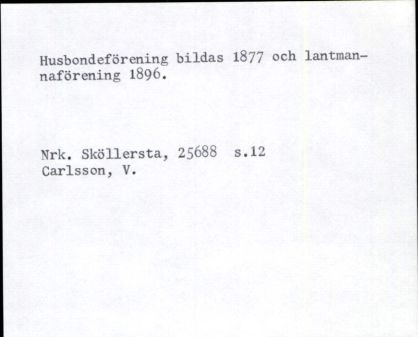 Husbondeförening bildas 1877 och lantman-
naförening 1896.
Nrk. Sköllersta, 25688 s.12
Carlsson, V.